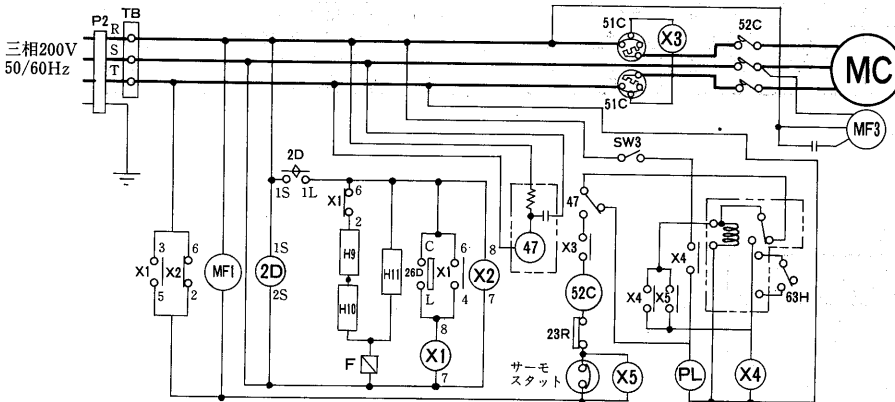 P2
TB
三相200V
50/60Hz
R
S
T
51C
X3
52C
MC
51C
MF3
SW3
2D
1S 1L
X1
6
2
47
47
X3
3
6
X1
X2
5
2
MF1
1S
2D
2S
H9
H10
H11
C
6
26D
X1
L
4
8
X2
7
8
X1
7
F
52C
23R
サーモ
スタット
X5
X4
X4
X5
63H
PL
X4